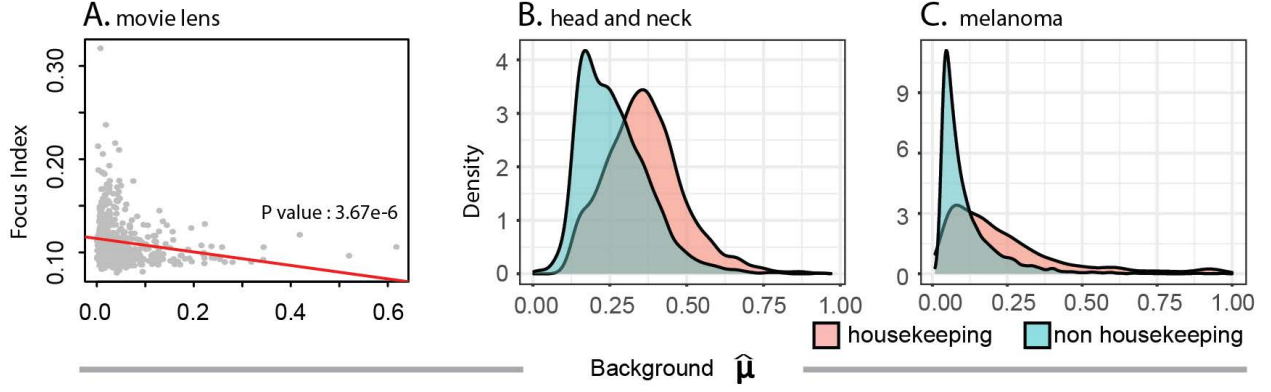 A. movie lens
Focus Index
0.30
0.20
0.10
P value : 3.67e-6
0.0 0.2 0.4 0.6
B. head and neck
Density
4
3
2
1
0
0.00 0.25 0.50 0.75 1.00
C. melanoma
9
6
3
0
0.00 0.25 0.50 0.75 1.00
housekeeping non housekeeping
Background μ̂